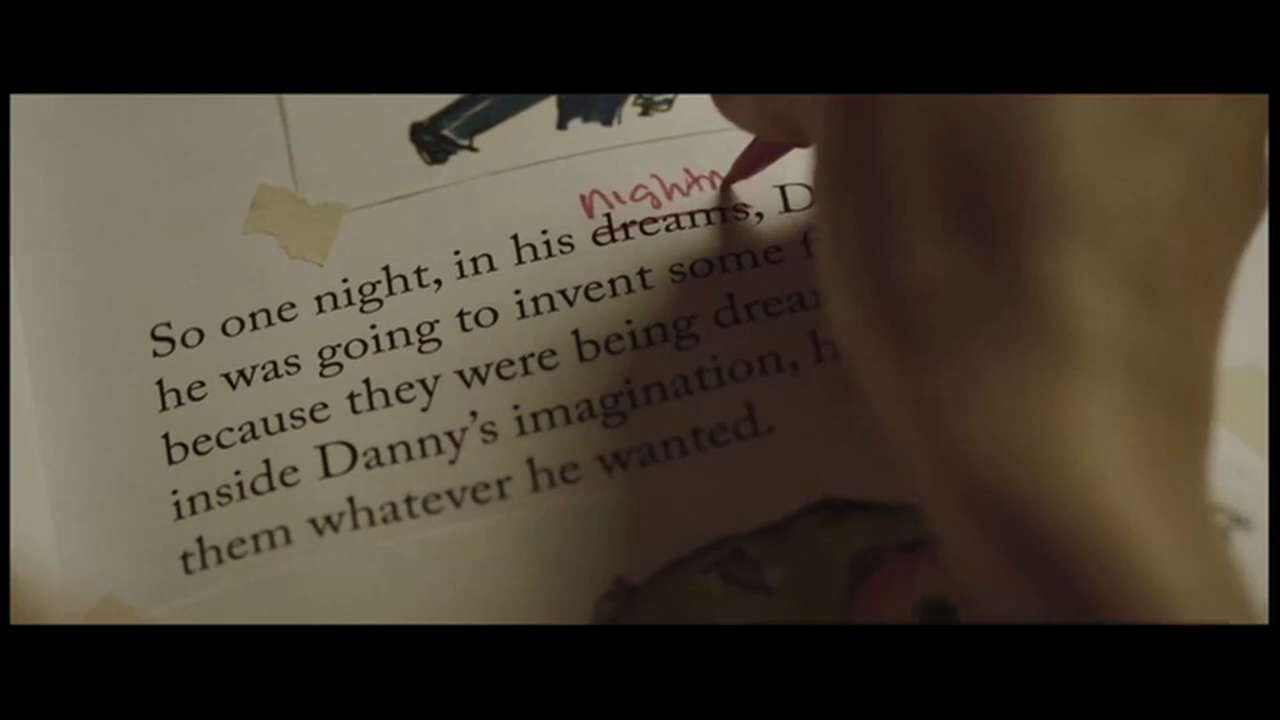 nightm
So one night, in his dreams, D
he was going to invent some f
because they were being drea
inside Danny's imagination, h
them whatever he wanted.